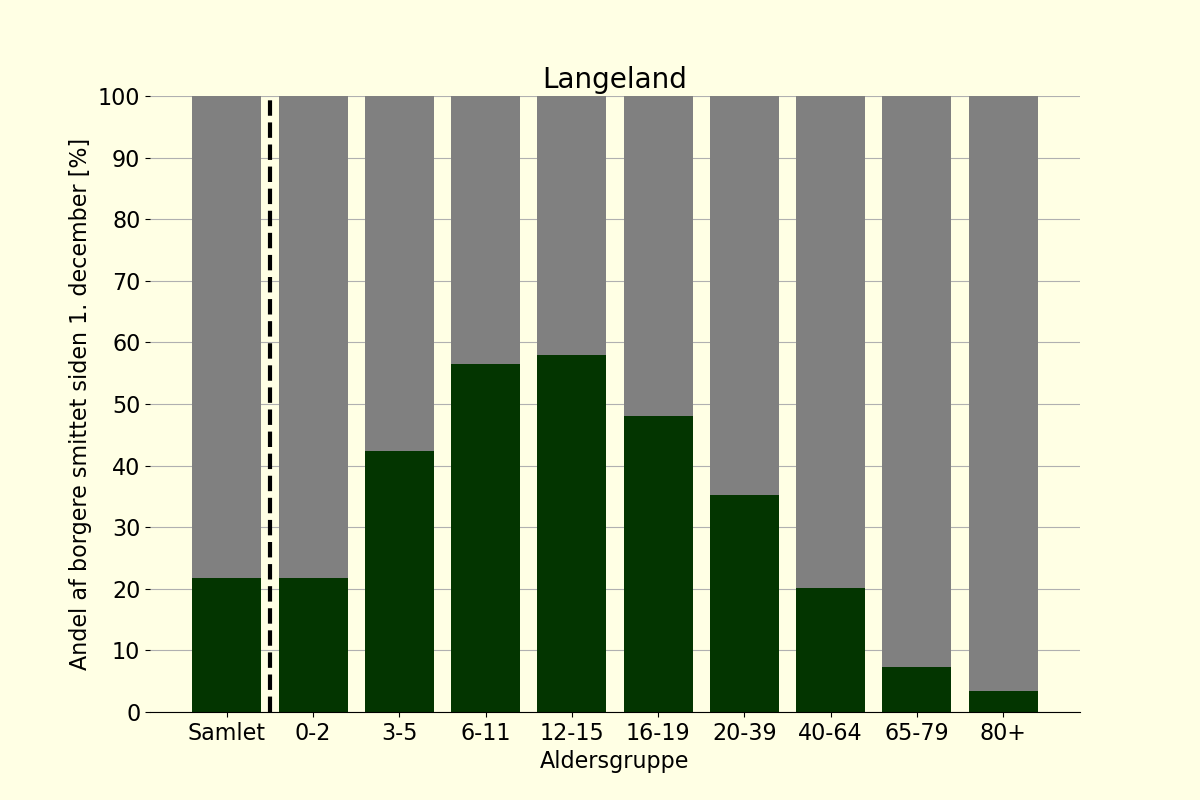 Langeland
Andel af borgere smittet siden 1. december [%]
100
90
80
70
60
50
40
30
20
10
0
Samlet 0-2 3-5 6-11 12-15 16-19 20-39 40-64 65-79 80+
Aldersgruppe